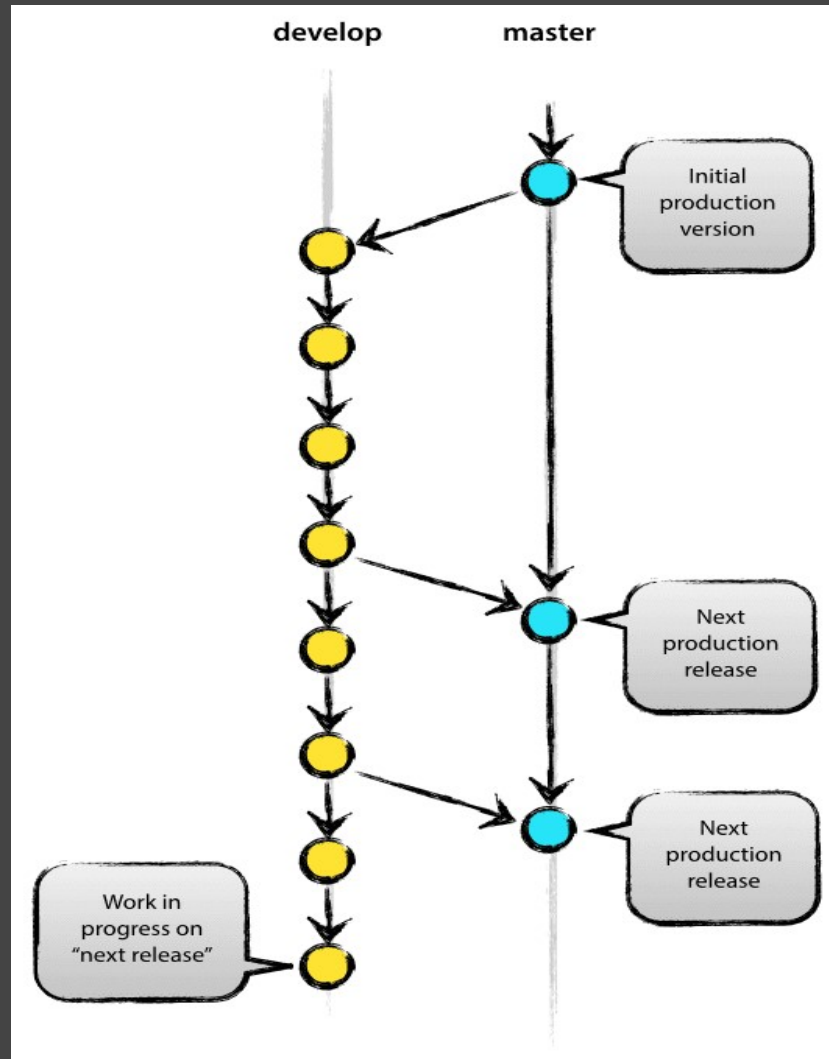 develop
master
Initial
production
version
Next
production
release
Next
production
release
Work in
progress on
“next release”